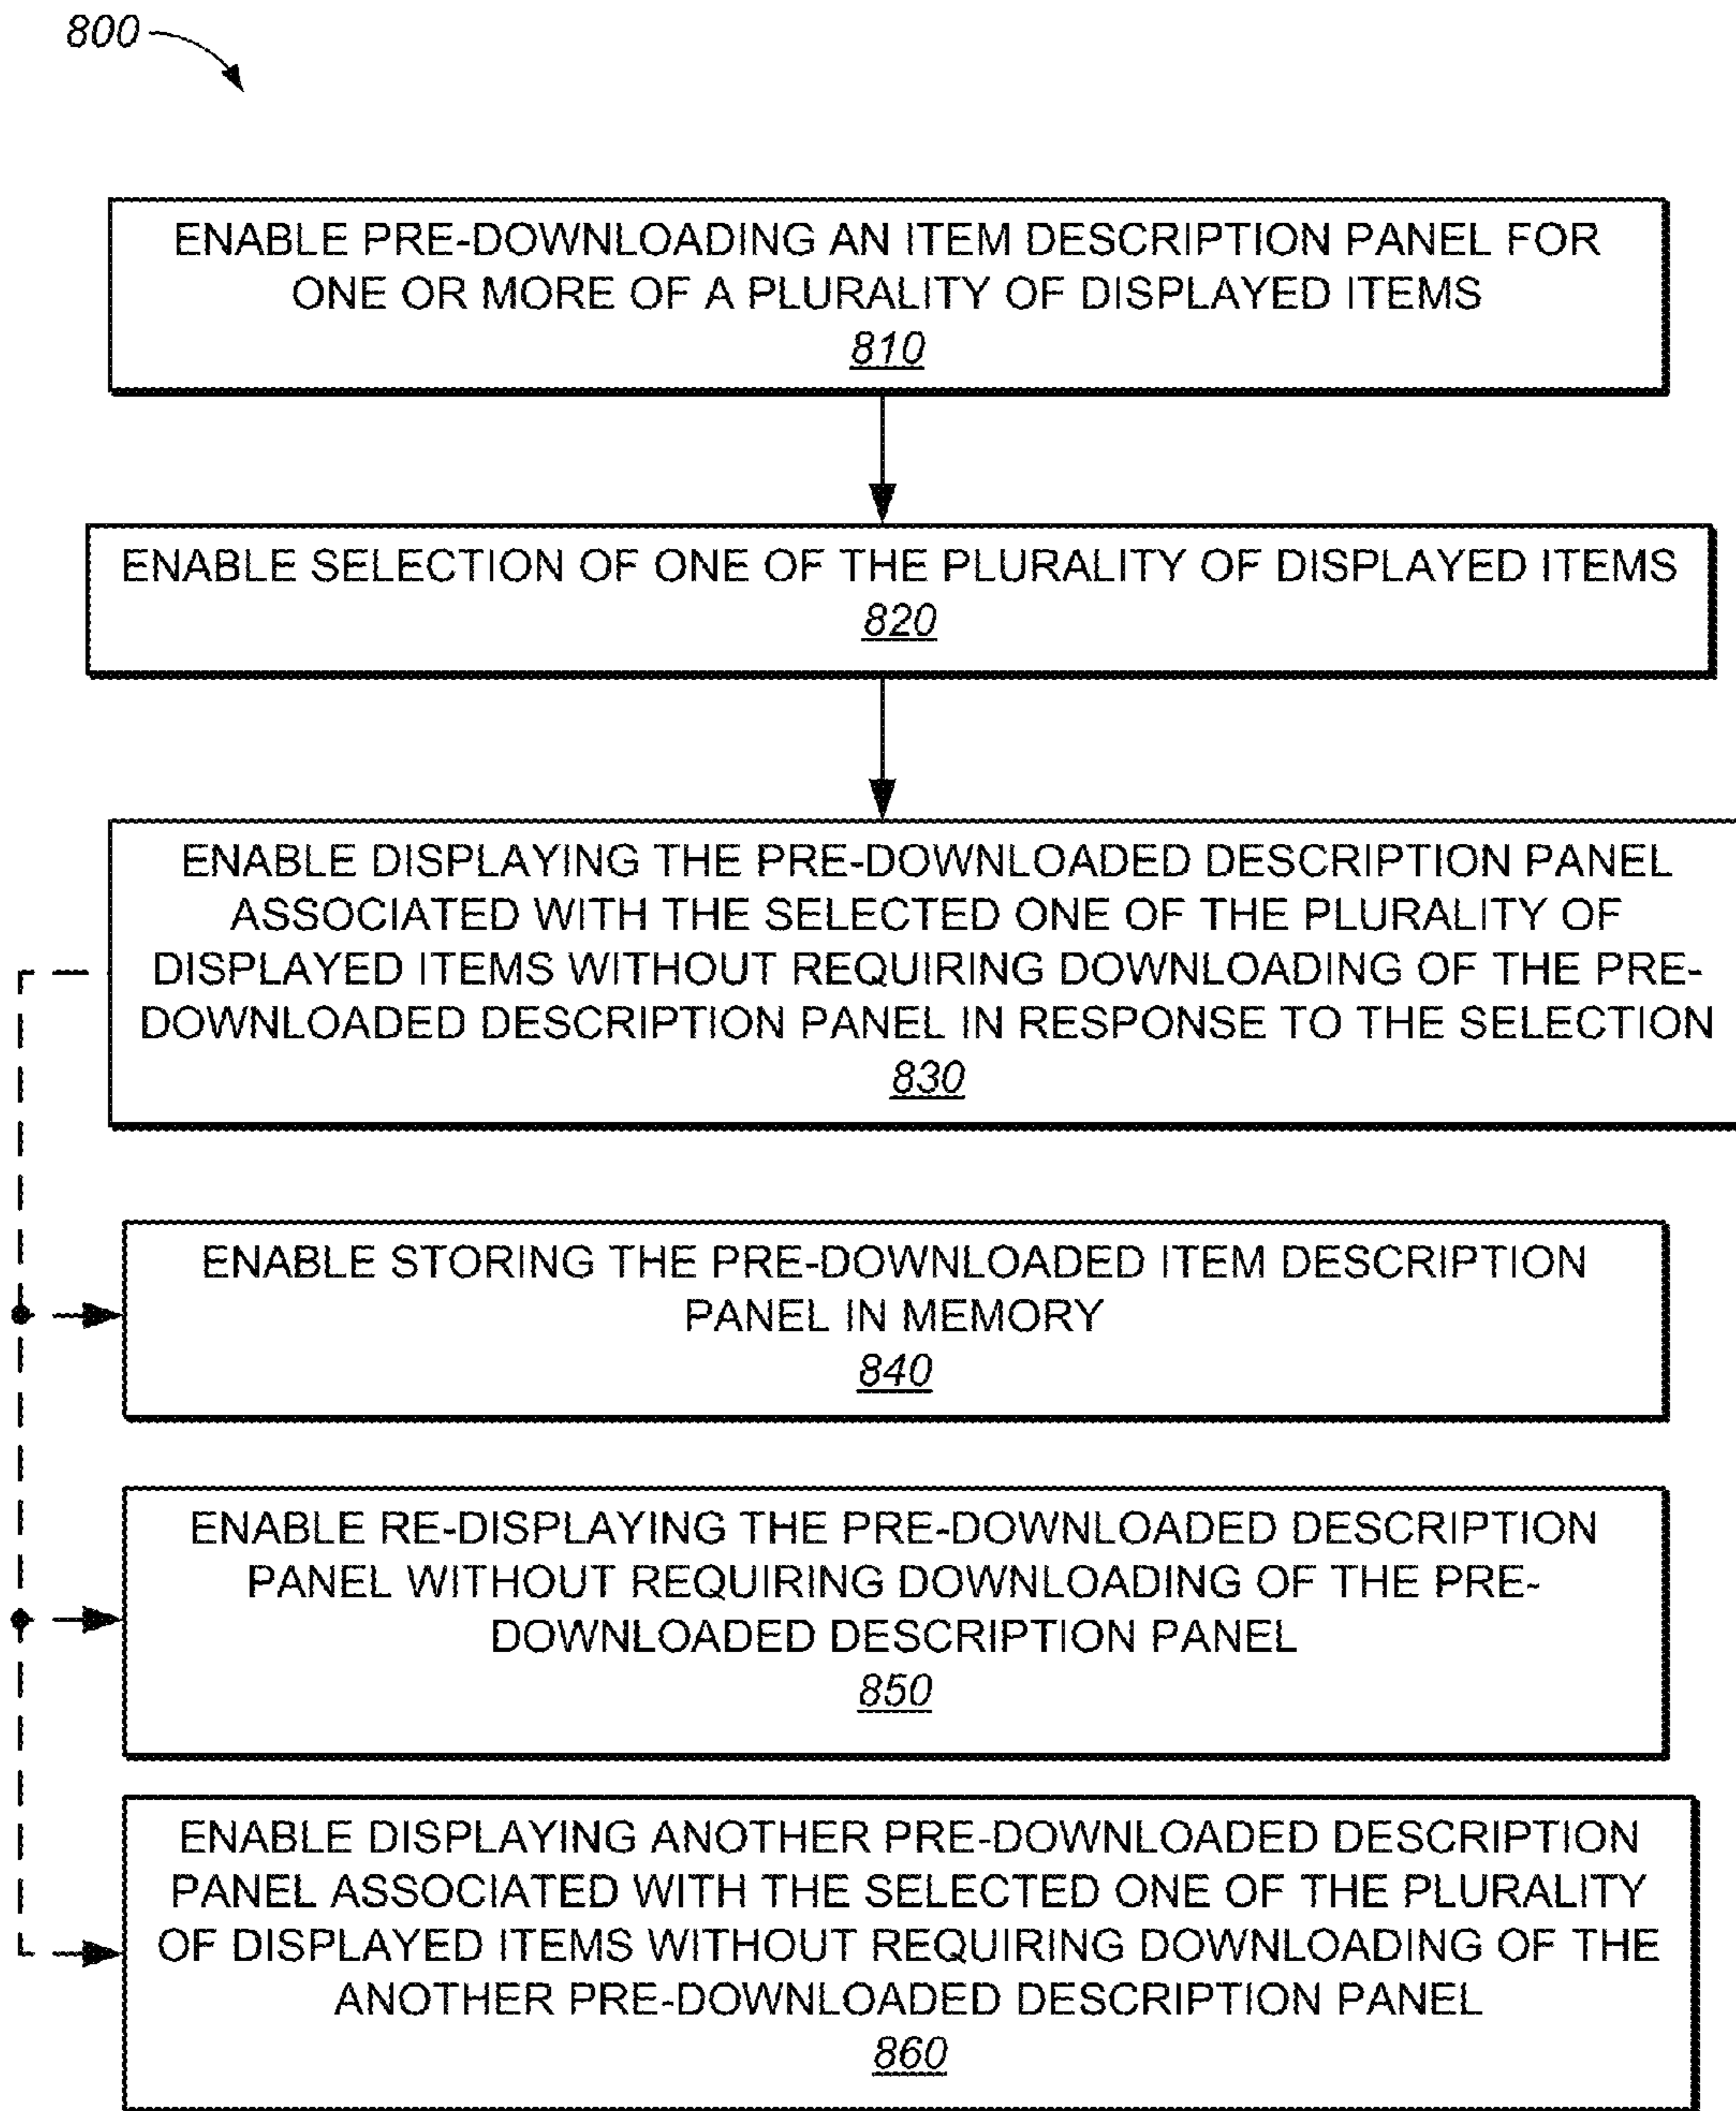 800
ENABLE PRE-DOWNLOADING AN ITEM DESCRIPTION PANEL FOR
ONE OR MORE OF A PLURALITY OF DISPLAYED ITEMS
810
ENABLE SELECTION OF ONE OF THE PLURALITY OF DISPLAYED ITEMS
820
ENABLE DISPLAYING THE PRE-DOWNLOADED DESCRIPTION PANEL
ASSOCIATED WITH THE SELECTED ONE OF THE PLURALITY OF
DISPLAYED ITEMS WITHOUT REQUIRING DOWNLOADING OF THE PRE-
DOWNLOADED DESCRIPTION PANEL IN RESPONSE TO THE SELECTION
830
ENABLE STORING THE PRE-DOWNLOADED ITEM DESCRIPTION
PANEL IN MEMORY
840
ENABLE RE-DISPLAYING THE PRE-DOWNLOADED DESCRIPTION
PANEL WITHOUT REQUIRING DOWNLOADING OF THE PRE-
DOWNLOADED DESCRIPTION PANEL
850
ENABLE DISPLAYING ANOTHER PRE-DOWNLOADED DESCRIPTION
PANEL ASSOCIATED WITH THE SELECTED ONE OF THE PLURALITY
OF DISPLAYED ITEMS WITHOUT REQUIRING DOWNLOADING OF THE
ANOTHER PRE-DOWNLOADED DESCRIPTION PANEL
860